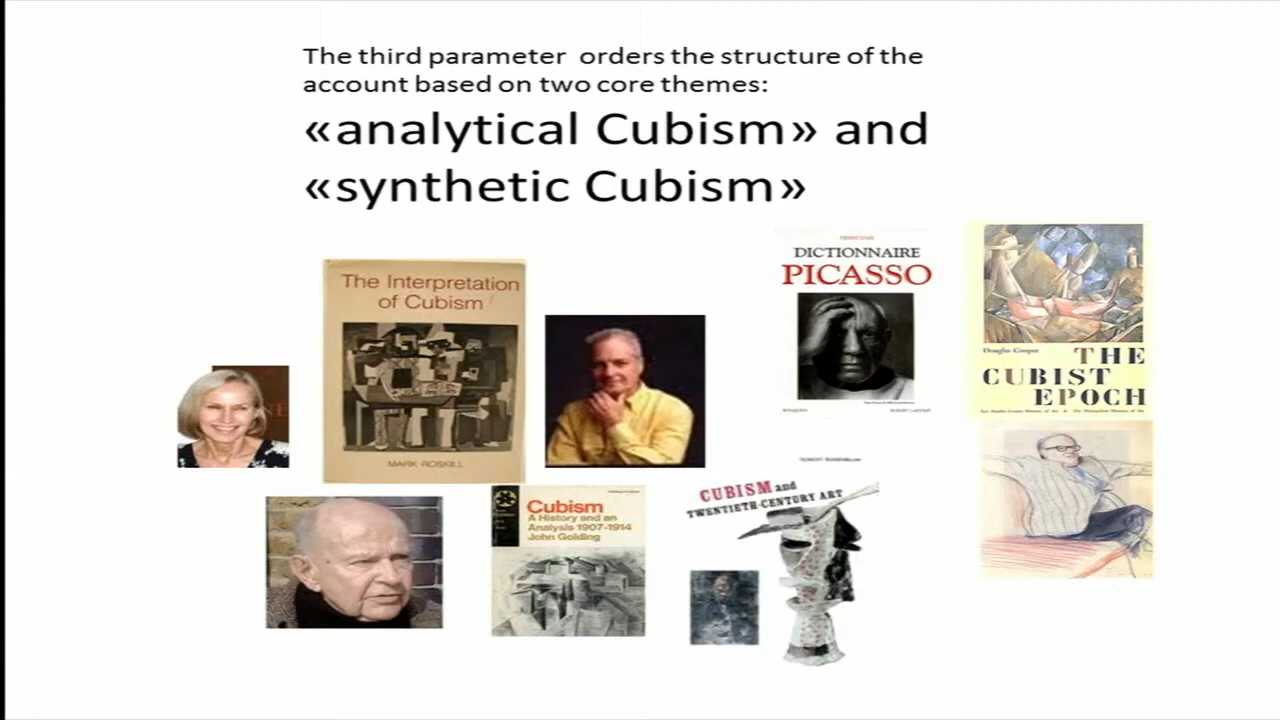 The third parameter orders the structure of the
account based on two core themes:
«analytical Cubism» and
«synthetic Cubism»
The Interpretation
of Cubism
MARK ROSKILL
DICTIONNAIRE
PICASSO
Douglas Cooper
THE
CUBIST
EPOCH
Cubism
A History and an
Analysis 1907-1914
John Golding
CUBISM and
TWENTIETH-CENTURY ART